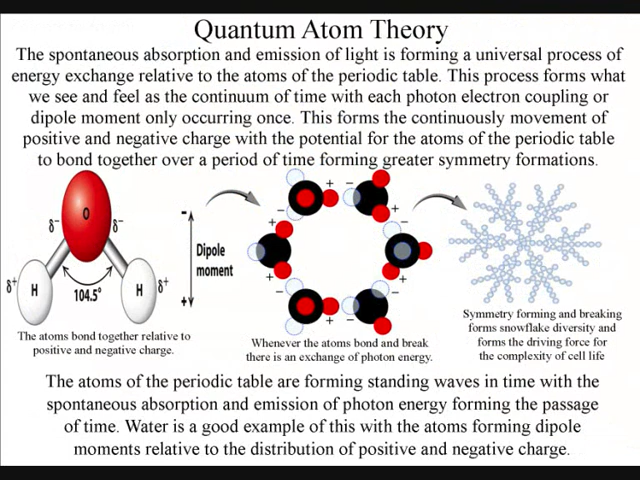 Quantum Atom Theory
The spontaneous absorption and emission of light is forming a universal process of
energy exchange relative to the atoms of the periodic table. This process forms what
we see and feel as the continuum of time with each photon electron coupling or
dipole moment only occurring once. This forms the continuously movement of
positive and negative charge with the potential for the atoms of the periodic table
to bond together over a period of time forming greater symmetry formations.
O
δ⁻ δ⁻
δ⁺ H H δ⁺
104.5°
-
Dipole
moment
+
+ − + − + − + − + −
The atoms bond together relative to
positive and negative charge.
Whenever the atoms bond and break
there is an exchange of photon energy.
Symmetry forming and breaking
forms snowflake diversity and
forms the driving force for
the complexity of cell life
The atoms of the periodic table are forming standing waves in time with the
spontaneous absorption and emission of photon energy forming the passage
of time. Water is a good example of this with the atoms forming dipole
moments relative to the distribution of positive and negative charge.